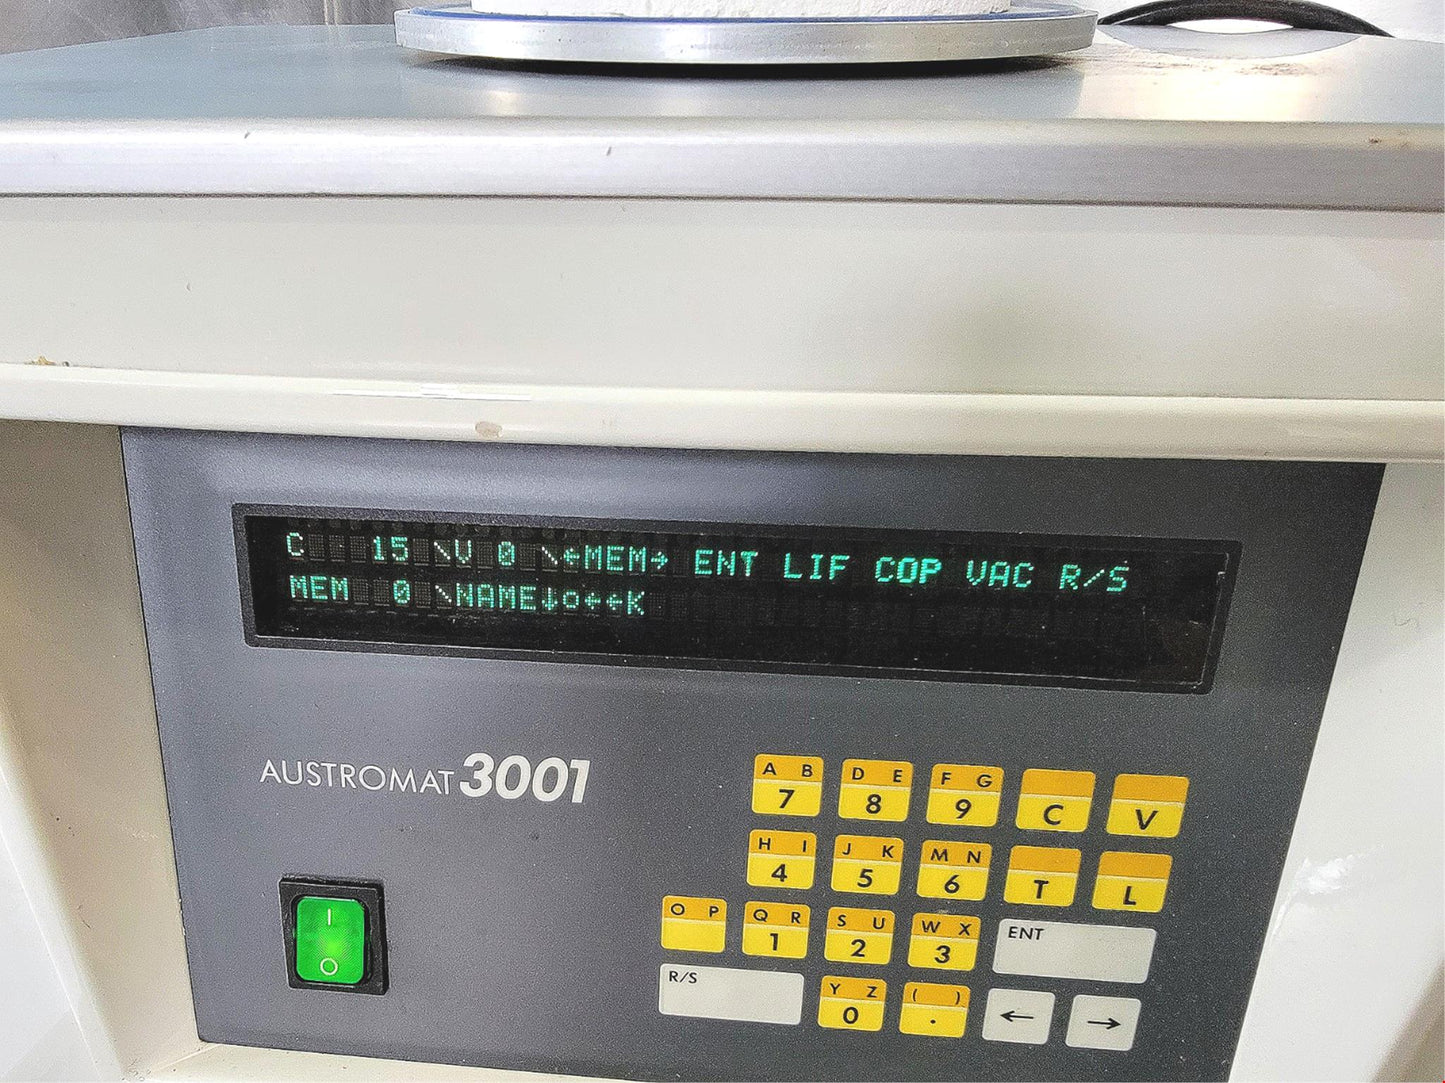 C 15 \V 0 \←MEM→ ENT LIF COP VAC R/S
MEM 0 \NAME↓o←←K
AUSTROMAT 3001
A B D E F G
7 8 9 C V
H I J K M N
4 5 6 T L
O P Q R S U W X ENT
1 2 3
R/S Y Z ( )
0 . ← →
I
O